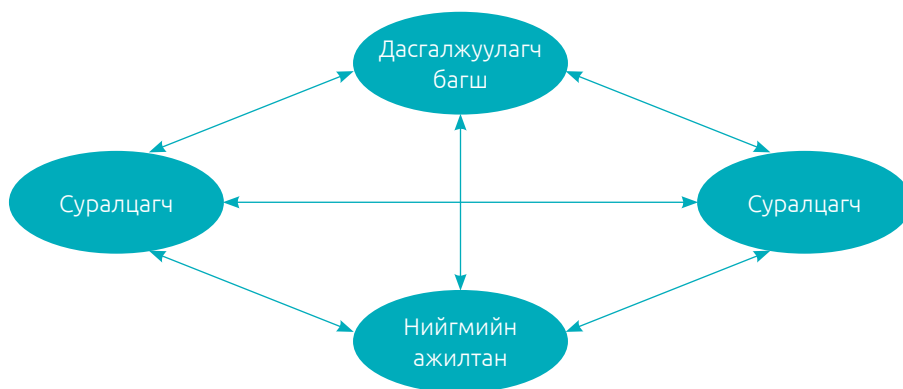 Дасгалжуулагч
багш
Суралцагч
Суралцагч
Нийгмийн
ажилтан